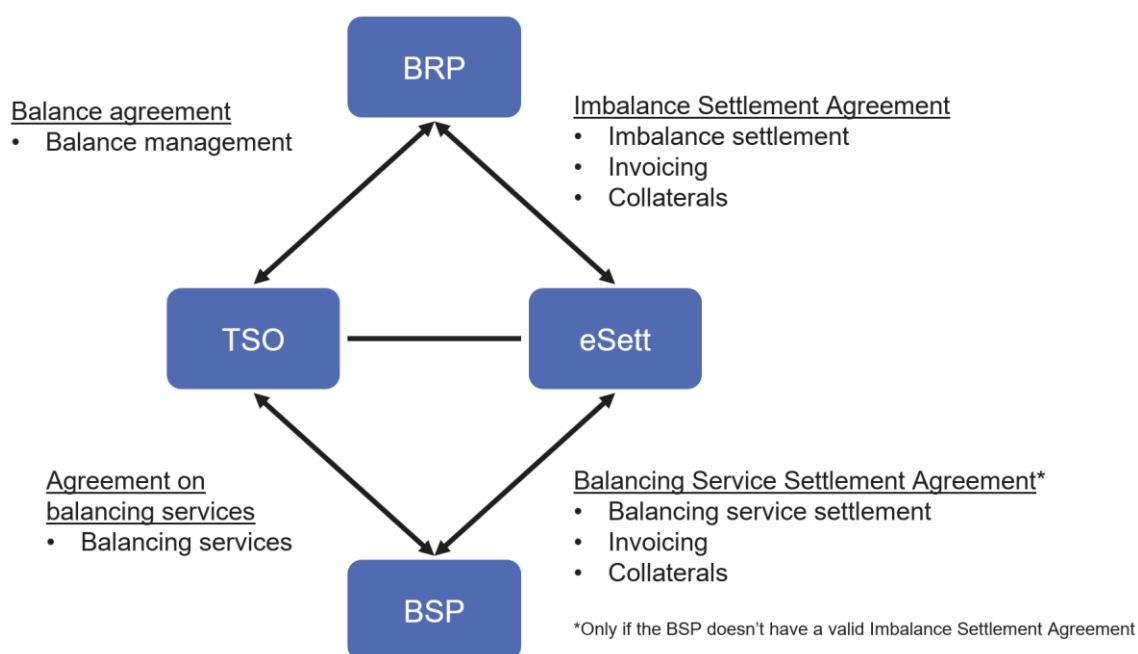 BRP
Balance agreement
• Balance management
Imbalance Settlement Agreement
• Imbalance settlement
• Invoicing
• Collaterals
TSO
eSett
Agreement on
balancing services
• Balancing services
Balancing Service Settlement Agreement*
• Balancing service settlement
• Invoicing
• Collaterals
BSP
*Only if the BSP doesn’t have a valid Imbalance Settlement Agreement